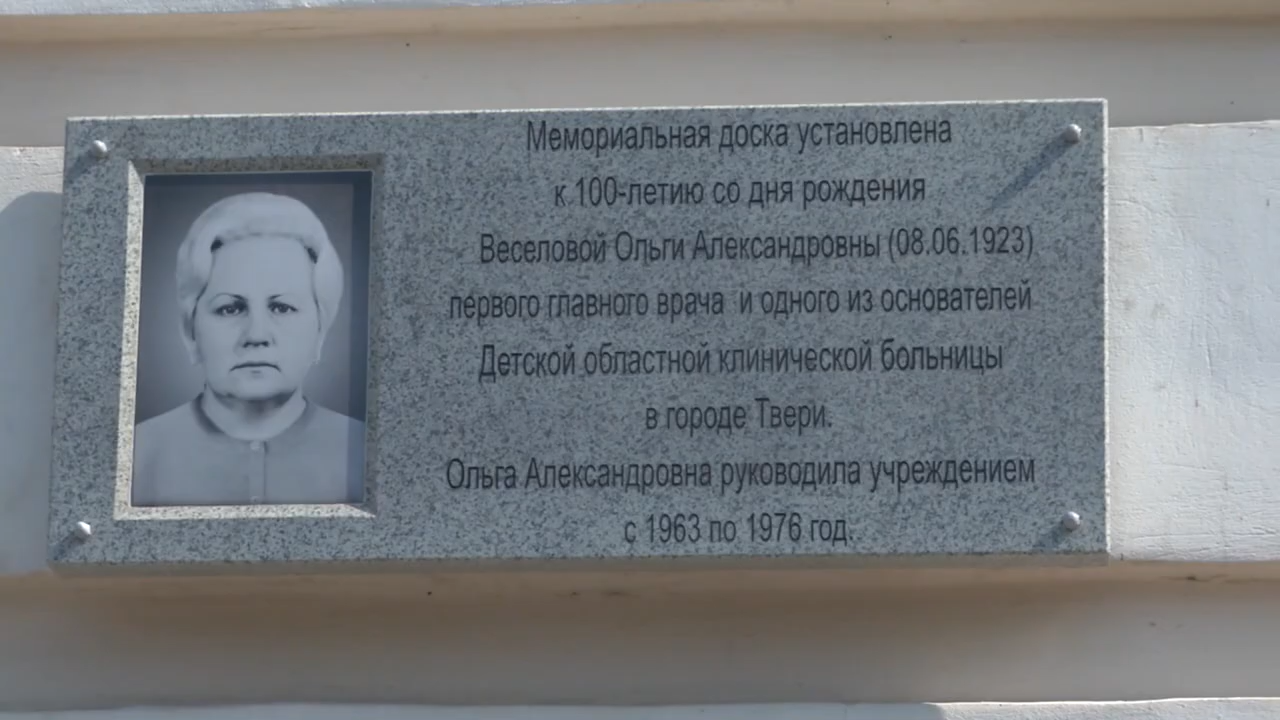 Мемориальная доска установлена
к 100-летию со дня рождения
Веселовой Ольги Александровны (08.06.1923)
первого главного врача и одного из основателей
Детской областной клинической больницы
в городе Твери.
Ольга Александровна руководила учреждением
с 1963 по 1976 год.